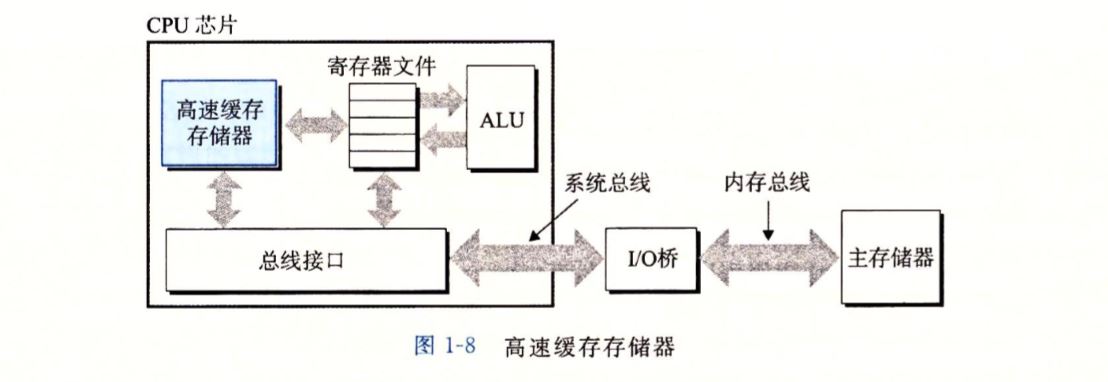 CPU 芯片
寄存器文件
高速缓存
存储器
ALU
系统总线
内存总线
总线接口
I/O桥
主存储器
图 1-8 高速缓存存储器